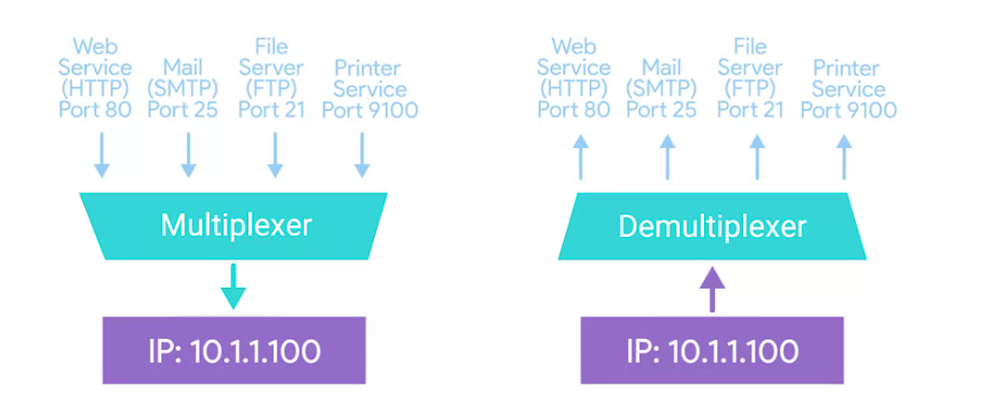 Web
Service
(HTTP)
Port 80
Mail
(SMTP)
Port 25
File
Server
(FTP)
Port 21
Printer
Service
Port 9100
Multiplexer
IP: 10.1.1.100
Web
Service
(HTTP)
Port 80
Mail
(SMTP)
Port 25
File
Server
(FTP)
Port 21
Printer
Service
Port 9100
Demultiplexer
IP: 10.1.1.100